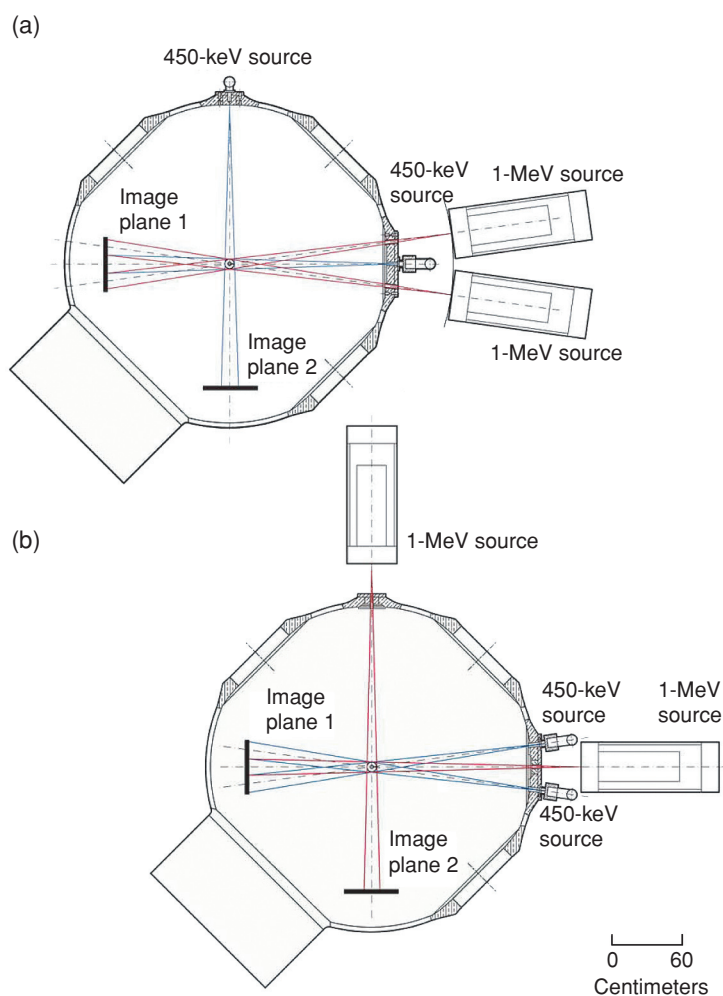 (a)
450-keV source
450-keV
source
1-MeV source
Image
plane 1
1-MeV source
Image
plane 2
(b)
1-MeV source
450-keV
source
1-MeV
source
Image
plane 1
450-keV
source
Image
plane 2
0 60
Centimeters